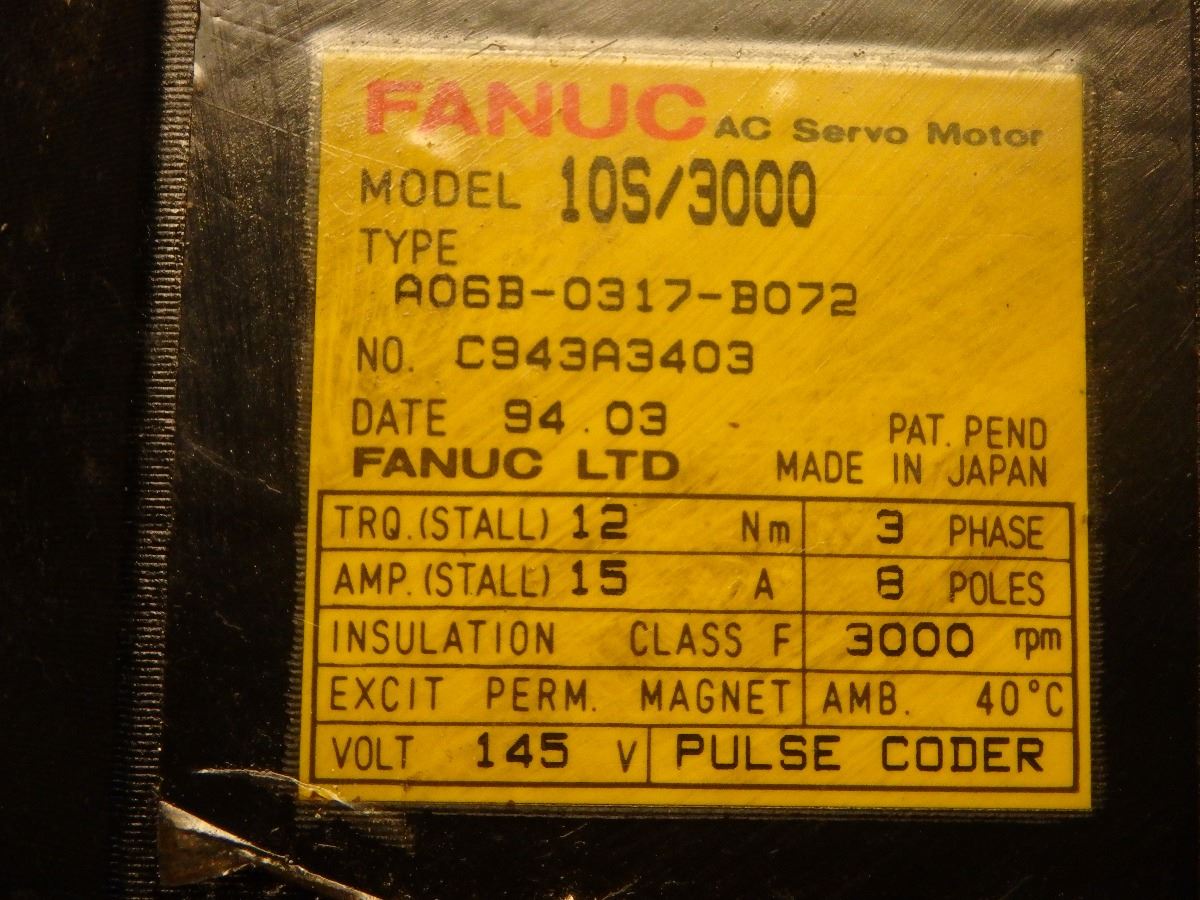 FANUC AC Servo Motor
MODEL 10S/3000
TYPE
A06B-0317-B072
NO. C943A3403
DATE 94.03
PAT. PEND
FANUC LTD MADE IN JAPAN
TRQ.(STALL) 12 Nm 3 PHASE
AMP.(STALL) 15 A 8 POLES
INSULATION CLASS F 3000 rpm
EXCIT PERM. MAGNET AMB. 40°C
VOLT 145 V PULSE CODER